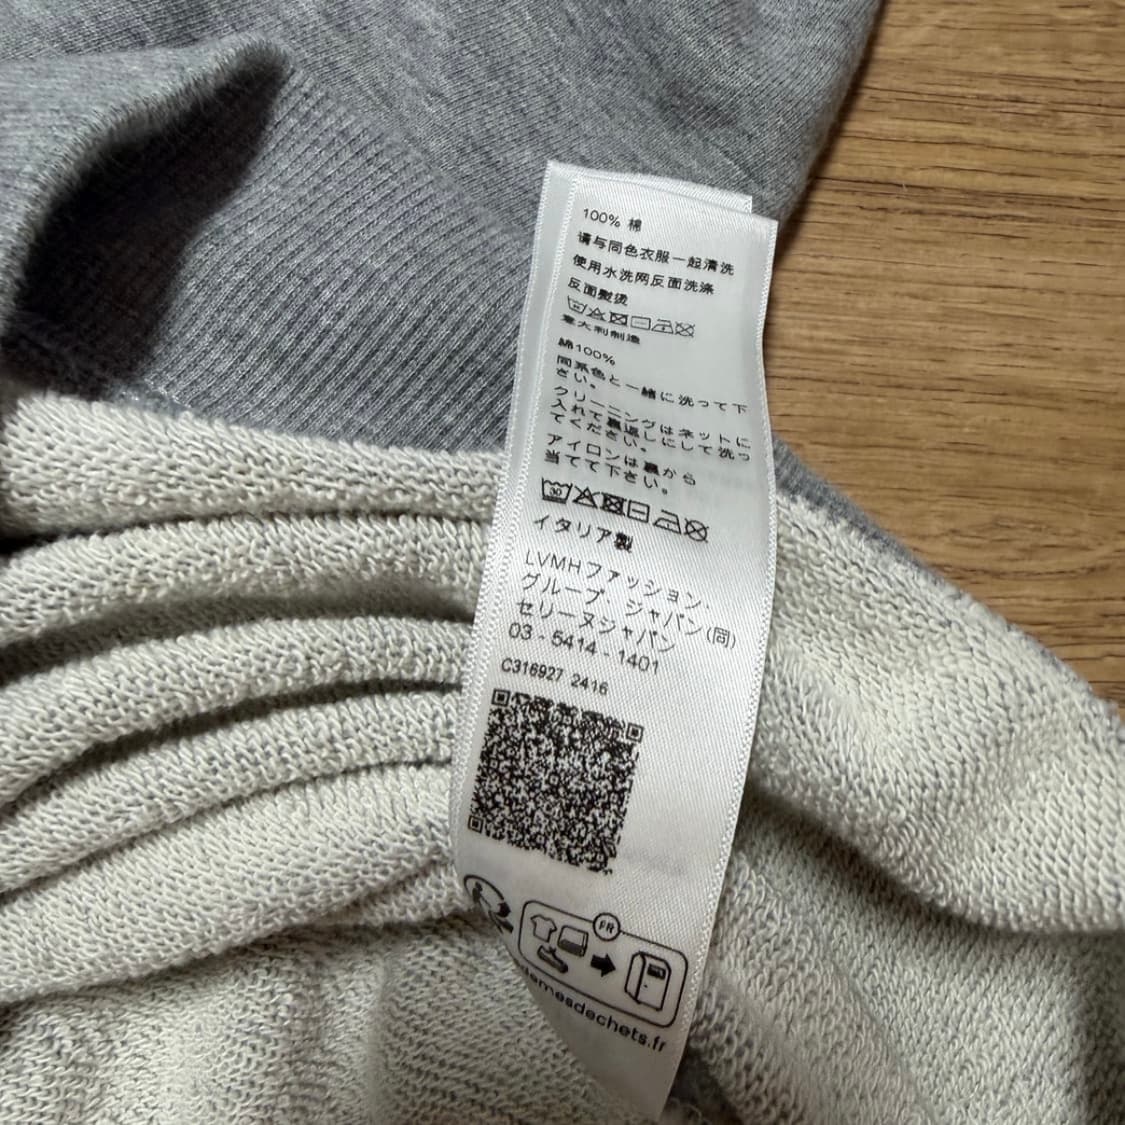 100% 棉
请与同色衣服一起清洗
使用水洗网反面洗涤
反面熨烫
意大利制造
綿100%
同系色と一緒に洗って下
さい。
クリーニングはネットに
入れて裏返しにして洗っ
てください。
アイロンは裏から
当てて下さい。
30
イタリア製
LVMHファッション.
グループ. ジャパン(同)
セリーヌジャパン
03 - 5414 - 1401
C316927 2416
FR